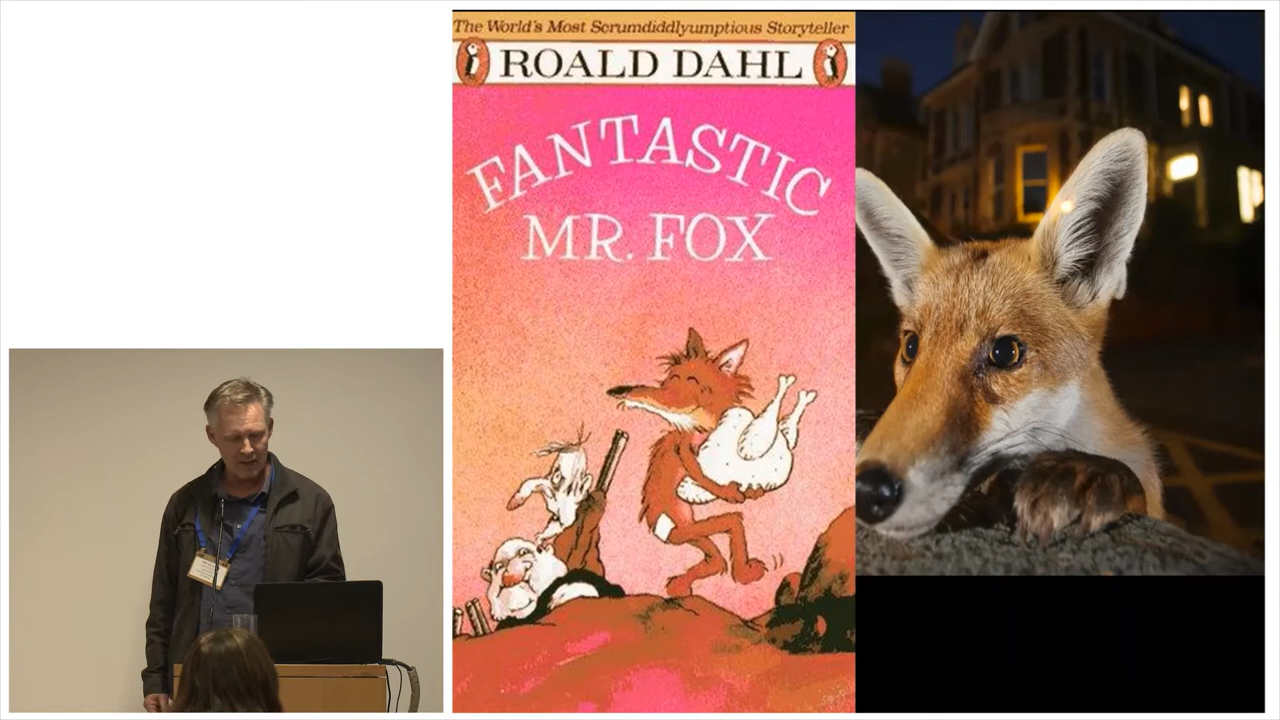 The World's Most Scrumdiddlyumptious Storyteller
ROALD DAHL
FANTASTIC
MR. FOX